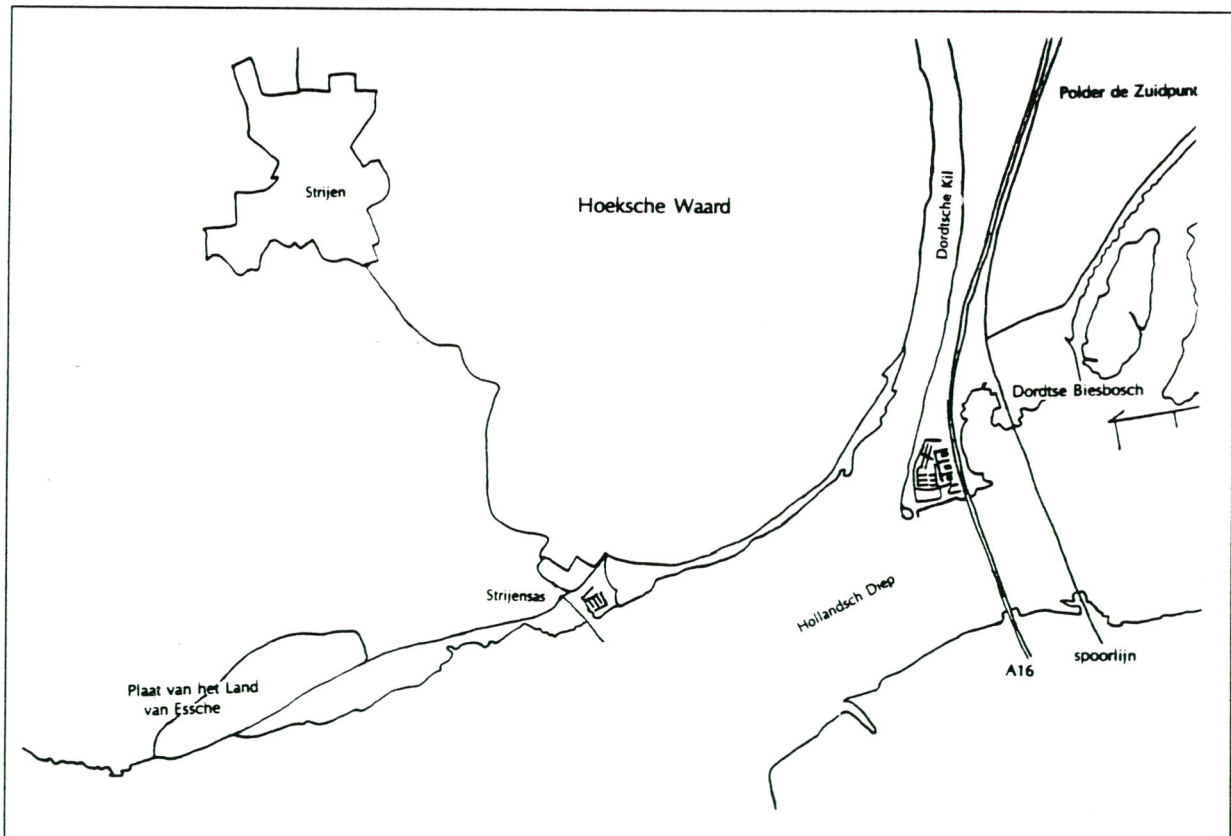 Polder de Zuidpunt
Strijen
Hoeksche Waard
Dordtsche Kil
Dordtse Biesbosch
Strijensas
Hollandsch Diep
Plaat van het Land
van Essche
A16
spoorlijn